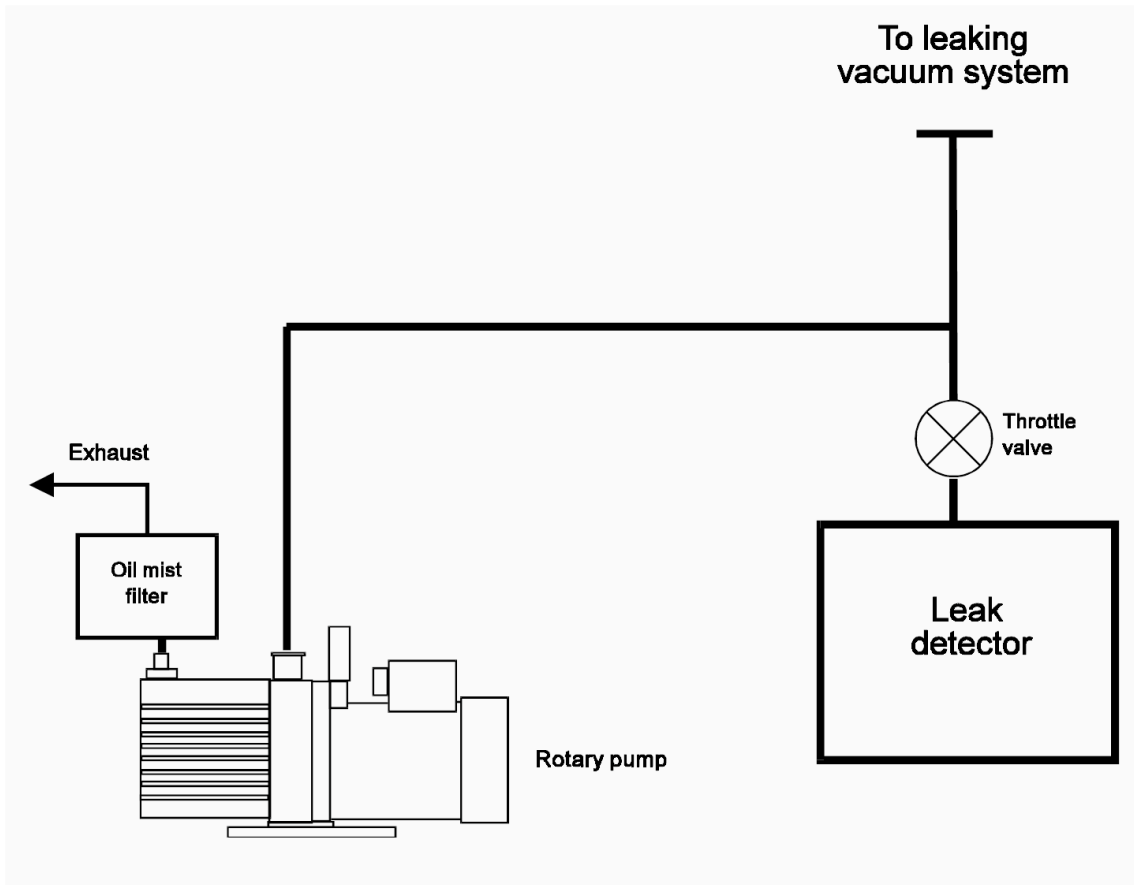 To leaking
vacuum system
Throttle
valve
Exhaust
Oil mist
filter
Leak
detector
Rotary pump